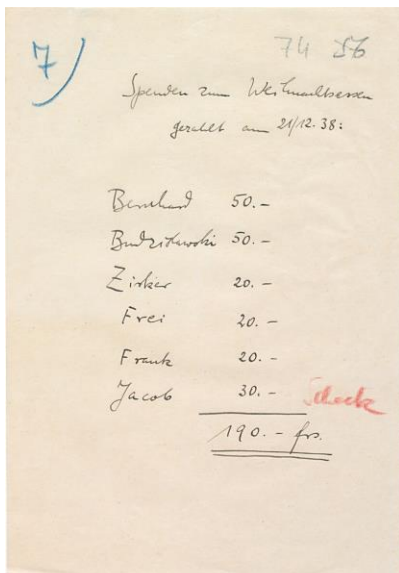 7)
74 56
Spenden zum Weihnachtsessen
gezahlt am 21/12.38:
Bernhard 50.-
Budzislawski 50.-
Zirker 20.-
Frei 20.-
Frank 20.-
Jacob 30.- Scheck
190.- frs.